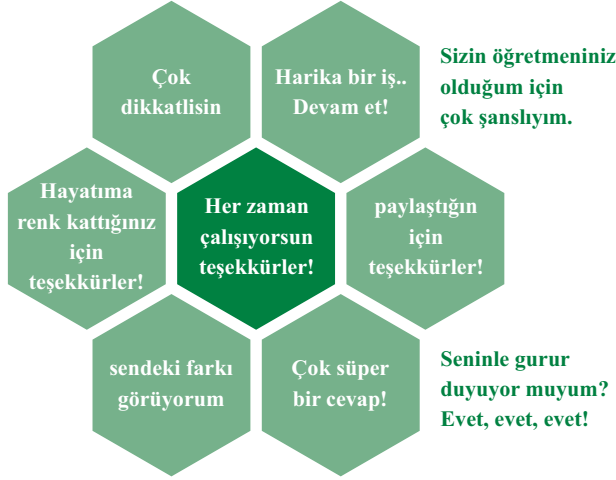 Çok
dikkatlisin
Harika bir iş..
Devam et!
Sizin öğretmeniniz
olduğum için
çok şanslıyım.
Hayatıma
renk kattığınız
için
teşekkürler!
Her zaman
çalışıyorsun
teşekkürler!
paylaştığın
için
teşekkürler!
sendeki farkı
görüyorum
Çok süper
bir cevap!
Seninle gurur
duyuyor muyum?
Evet, evet, evet!